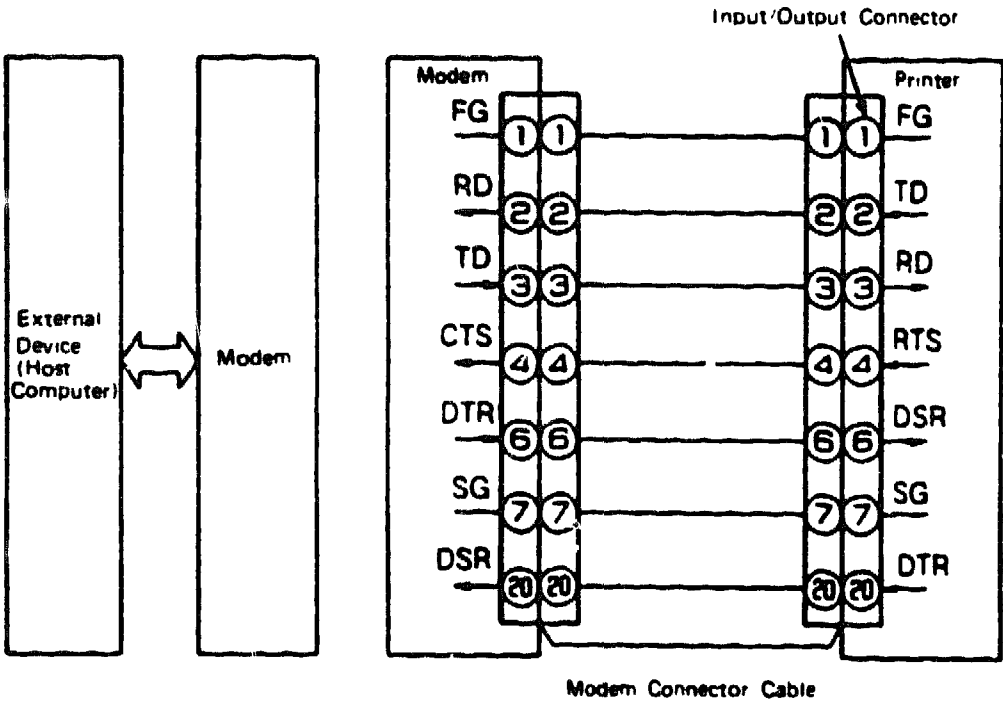 Input/Output Connector
Modem
Printer
FG
1 1
1 1
FG
RD
2 2
2 2
TD
TD
3 3
3 3
RD
External
Device
(Host
Computer)
Modem
CTS
4 4
4 4
RTS
DTR
6 6
6 6
DSR
SG
7 7
7 7
SG
DSR
20 20
20 20
DTR
Modem Connector Cable